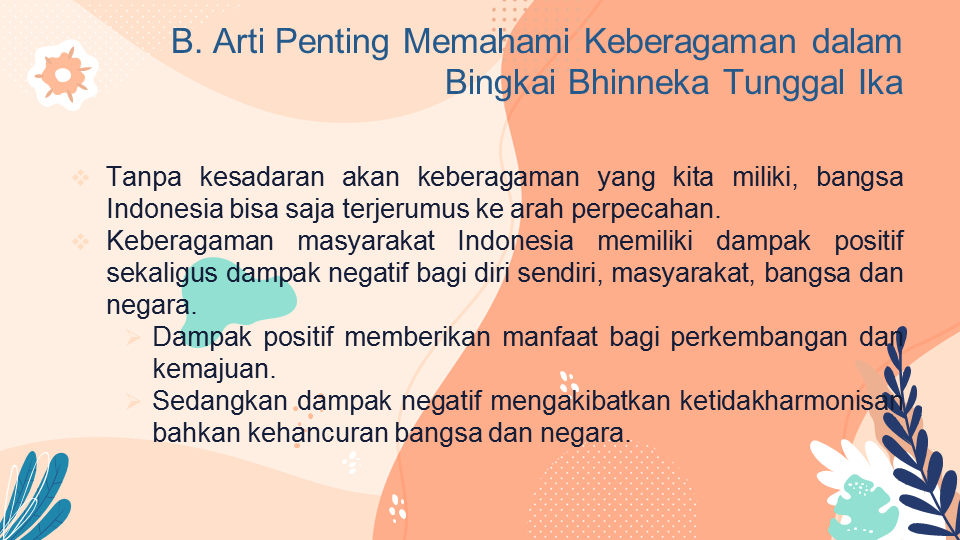 B. Arti Penting Memahami Keberagaman dalam
Bingkai Bhinneka Tunggal Ika
Tanpa kesadaran akan keberagaman yang kita miliki, bangsa
Indonesia bisa saja terjerumus ke arah perpecahan.
Keberagaman masyarakat Indonesia memiliki dampak positif
sekaligus dampak negatif bagi diri sendiri, masyarakat, bangsa dan
negara.
Dampak positif memberikan manfaat bagi perkembangan dan
kemajuan.
Sedangkan dampak negatif mengakibatkan ketidakharmonisan
bahkan kehancuran bangsa dan negara.